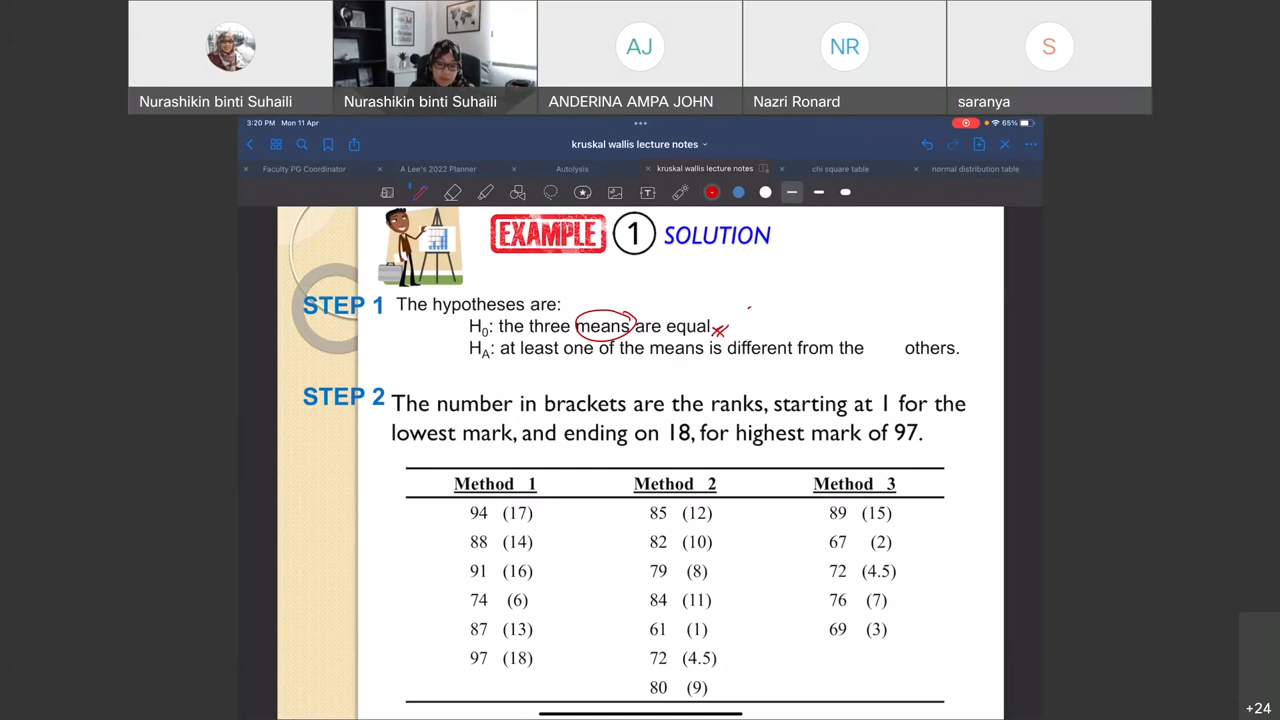 AJ
NR
S
Nurashikin binti Suhaili
Nurashikin binti Suhaili
ANDERINA AMPA JOHN
Nazri Ronard
saranya
3:20 PM Mon 11 Apr
65%
kruskal wallis lecture notes
Faculty PG Coordinator
A Lee's 2022 Planner
Autolysis
kruskal wallis lecture notes
chi square table
normal distribution table
EXAMPLE 1 SOLUTION
STEP 1 The hypotheses are:
H0: the three means are equal.
HA: at least one of the means is different from the others.
STEP 2 The number in brackets are the ranks, starting at 1 for the
lowest mark, and ending on 18, for highest mark of 97.
Method 1 Method 2 Method 3
94 (17) 85 (12) 89 (15)
88 (14) 82 (10) 67 (2)
91 (16) 79 (8) 72 (4.5)
74 (6) 84 (11) 76 (7)
87 (13) 61 (1) 69 (3)
97 (18) 72 (4.5)
80 (9)
+24